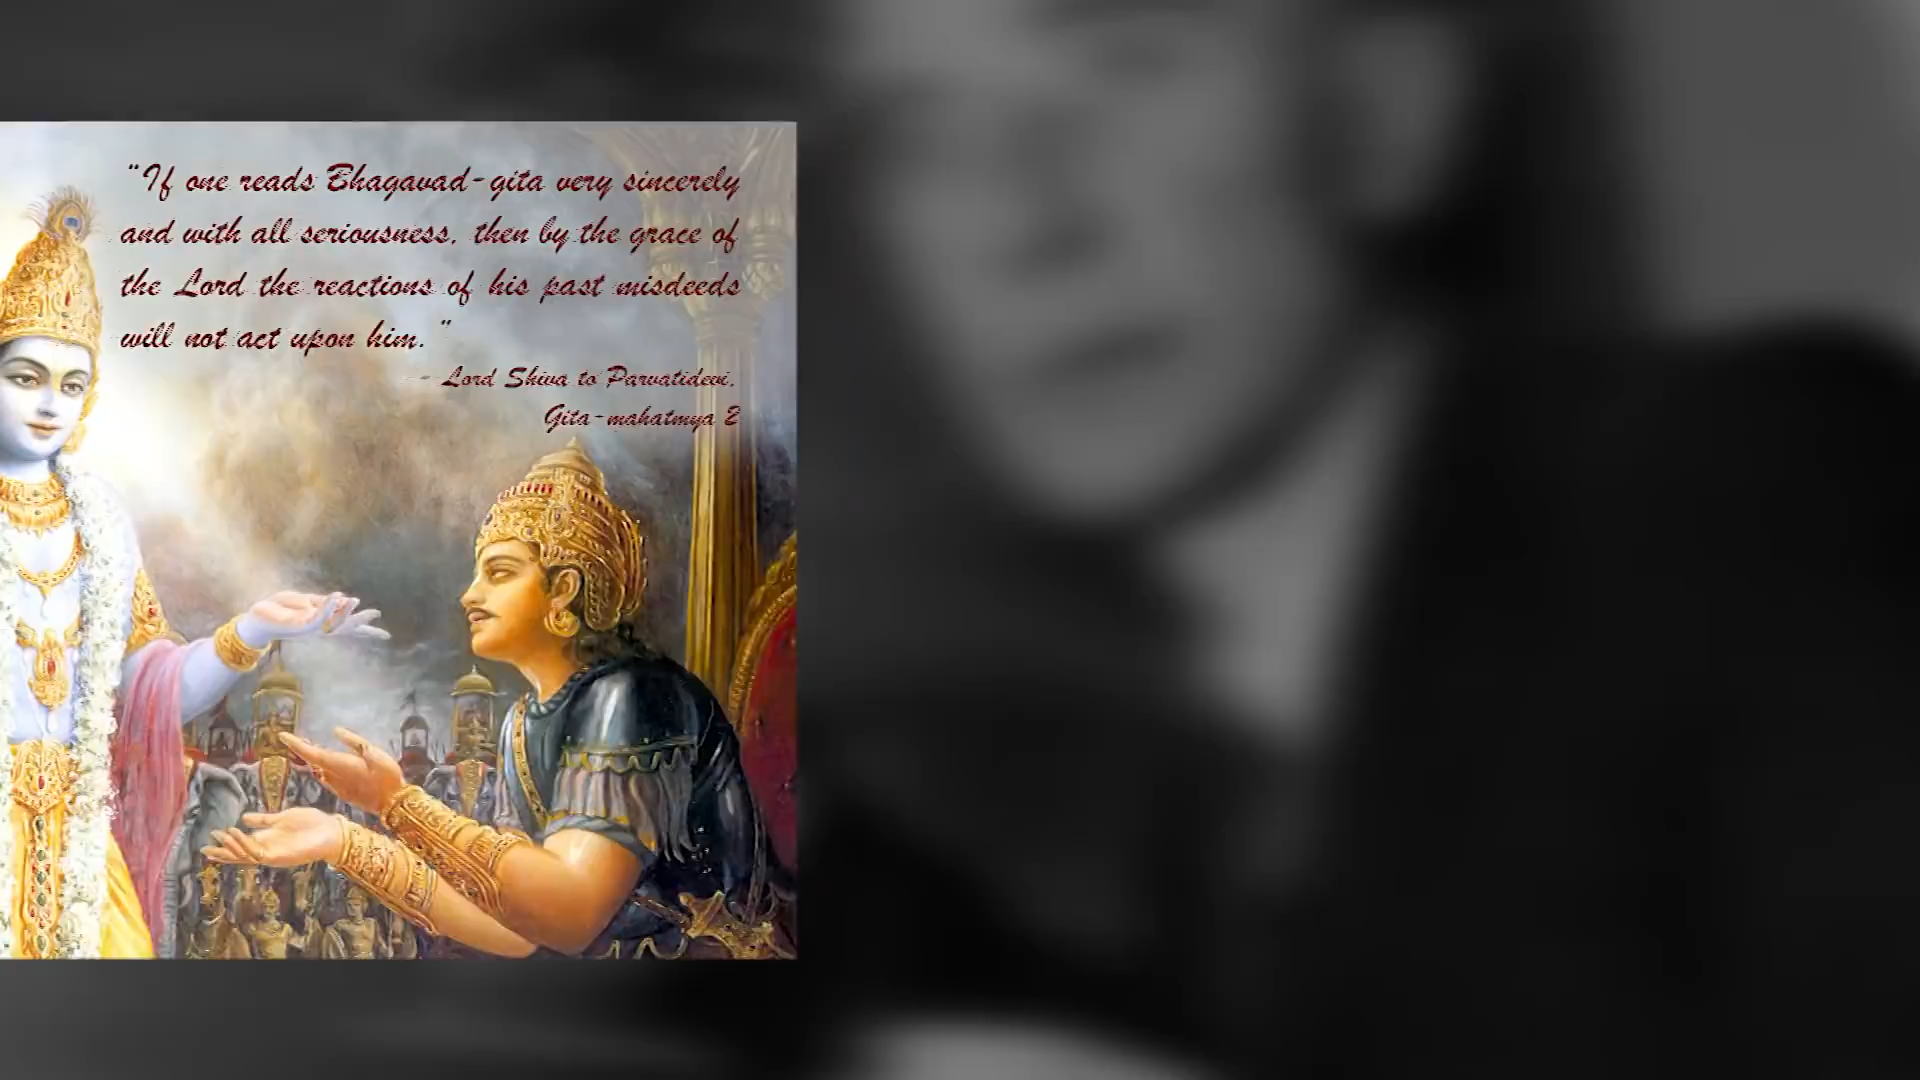 “If one reads Bhagavad-gita very sincerely
and with all seriousness, then by the grace of
the Lord the reactions of his past misdeeds
will not act upon him.”
- Lord Shiva to Parvatidevi,
Gita-mahatmya 2